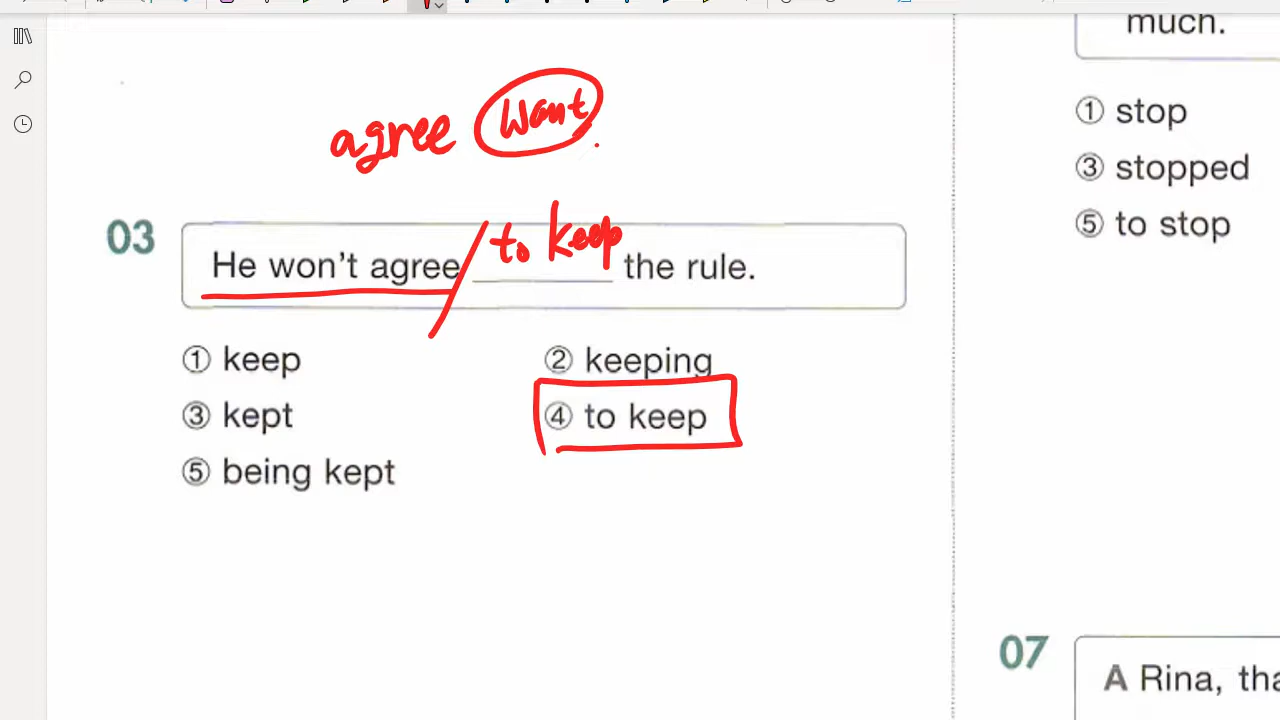 much.
① stop
③ stopped
⑤ to stop
agree want
03
to keep
He won't agree ________ the rule.
① keep
② keeping
③ kept
④ to keep
⑤ being kept
07
A Rina, tha